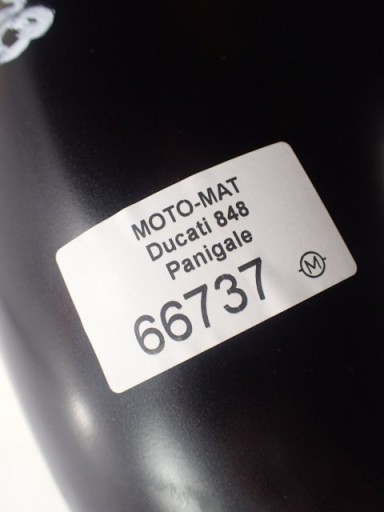 MOTO-MAT
Ducati 848
Panigale
66737
M